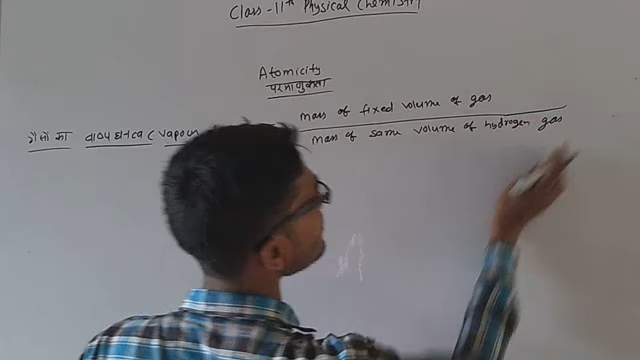 Class-11th Physical Chemistry
Atomicity
परमाणुकता
mass of fixed volume of gas
गैसों का वाष्प घनत्व (Vapour
mass of same volume of hydrogen gas